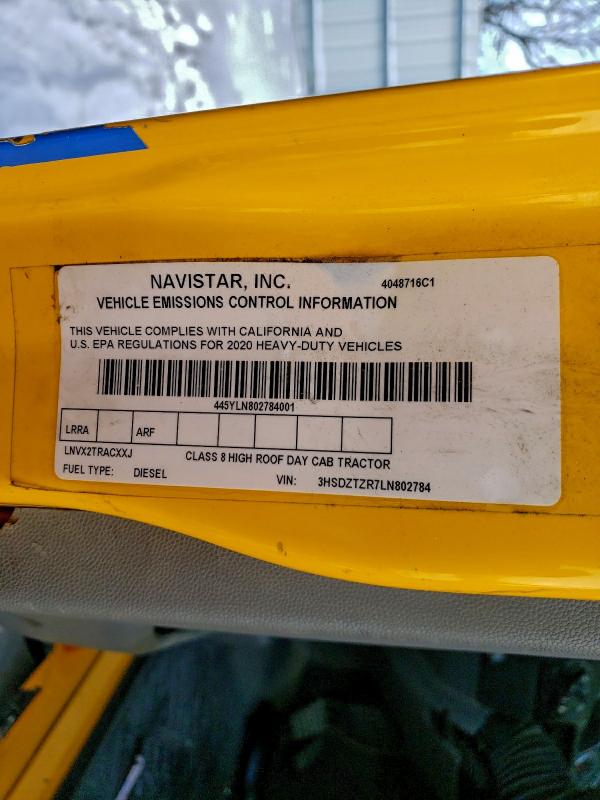 NAVISTAR, INC. 4048716C1
VEHICLE EMISSIONS CONTROL INFORMATION
THIS VEHICLE COMPLIES WITH CALIFORNIA AND
U.S. EPA REGULATIONS FOR 2020 HEAVY-DUTY VEHICLES
445YLN802784001
LRRA ARF
LNVX2TRACXXJ CLASS 8 HIGH ROOF DAY CAB TRACTOR
FUEL TYPE: DIESEL VIN: 3HSDZTZR7LN802784